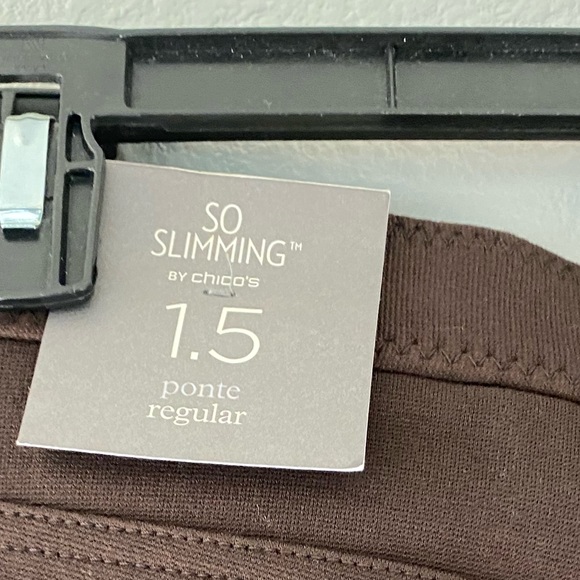 SO
SLIMMING™
BY chico's
1.5
ponte
regular